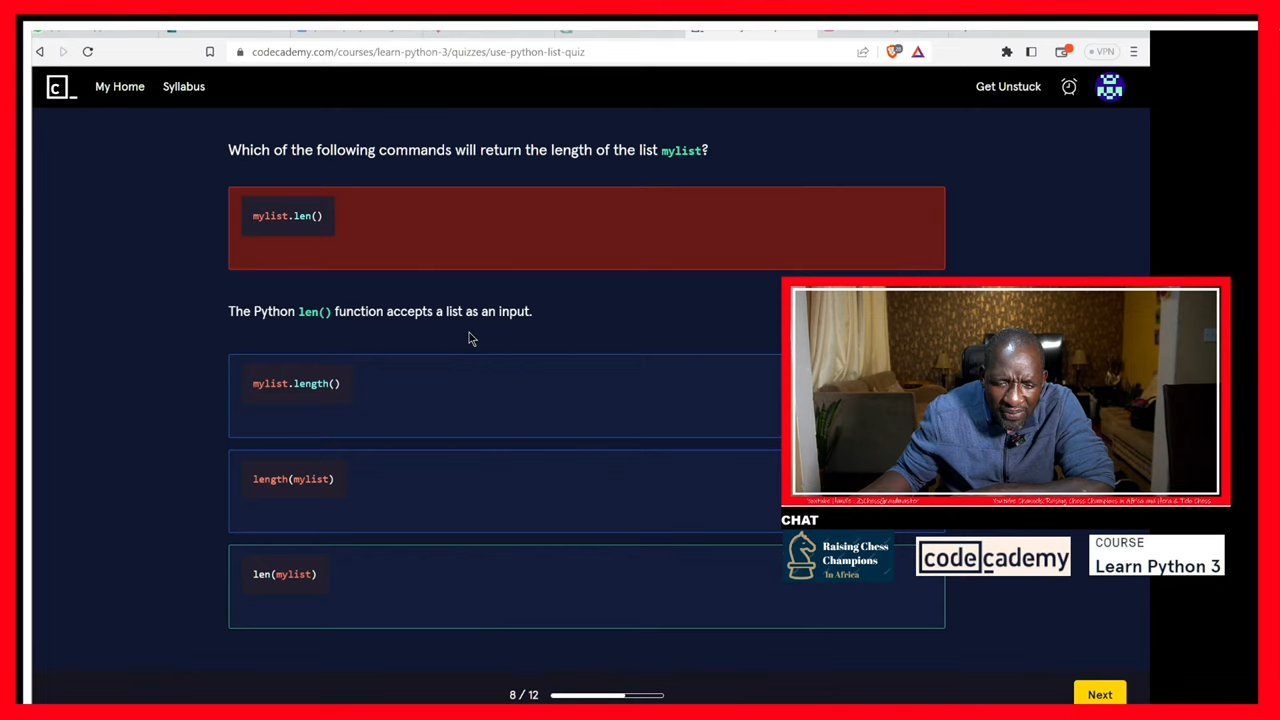 codecademy.com/courses/learn-python-3/quizzes/use-python-list-quiz
VPN
My Home
Syllabus
Get Unstuck
Which of the following commands will return the length of the list mylist?
mylist.len()
The Python len() function accepts a list as an input.
mylist.length()
length(mylist)
len(mylist)
CHAT
Raising Chess
Champions
In Africa
codecademy
COURSE
Learn Python 3
8 / 12
Next